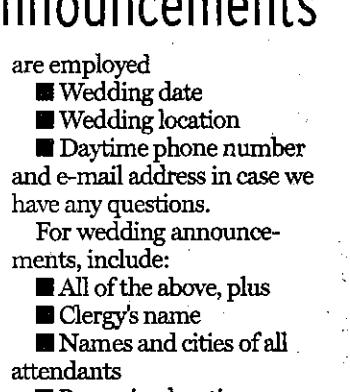 nnouncements
are employed
■ Wedding date
■ Wedding location
■ Daytime phone number
and e-mail address in case we
have any questions.
For wedding announce-
ments, include:
■ All of the above, plus
■ Clergy's name
■ Names and cities of all
attendants